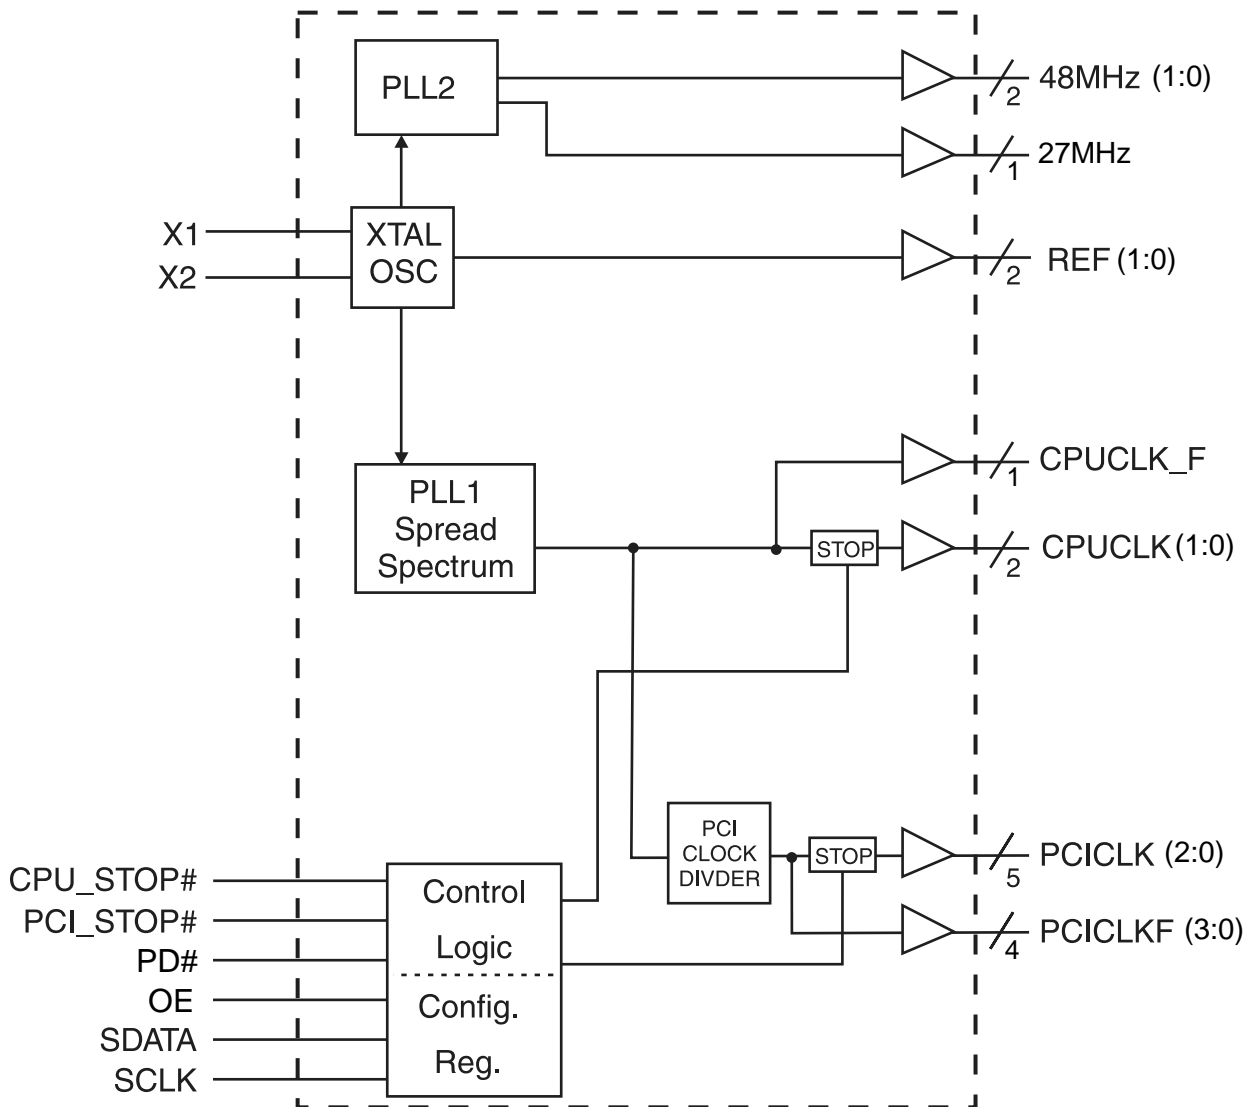 PLL2
48MHz (1:0)
2
27MHz
1
X1
X2
XTAL
OSC
REF (1:0)
2
PLL1
Spread
Spectrum
CPUCLK_F
1
STOP
CPUCLK (1:0)
2
PCI
CLOCK
DIVDER
STOP
PCICLK (2:0)
5
PCICLKF (3:0)
4
CPU_STOP#
PCI_STOP#
PD#
OE
SDATA
SCLK
Control
Logic
Config.
Reg.